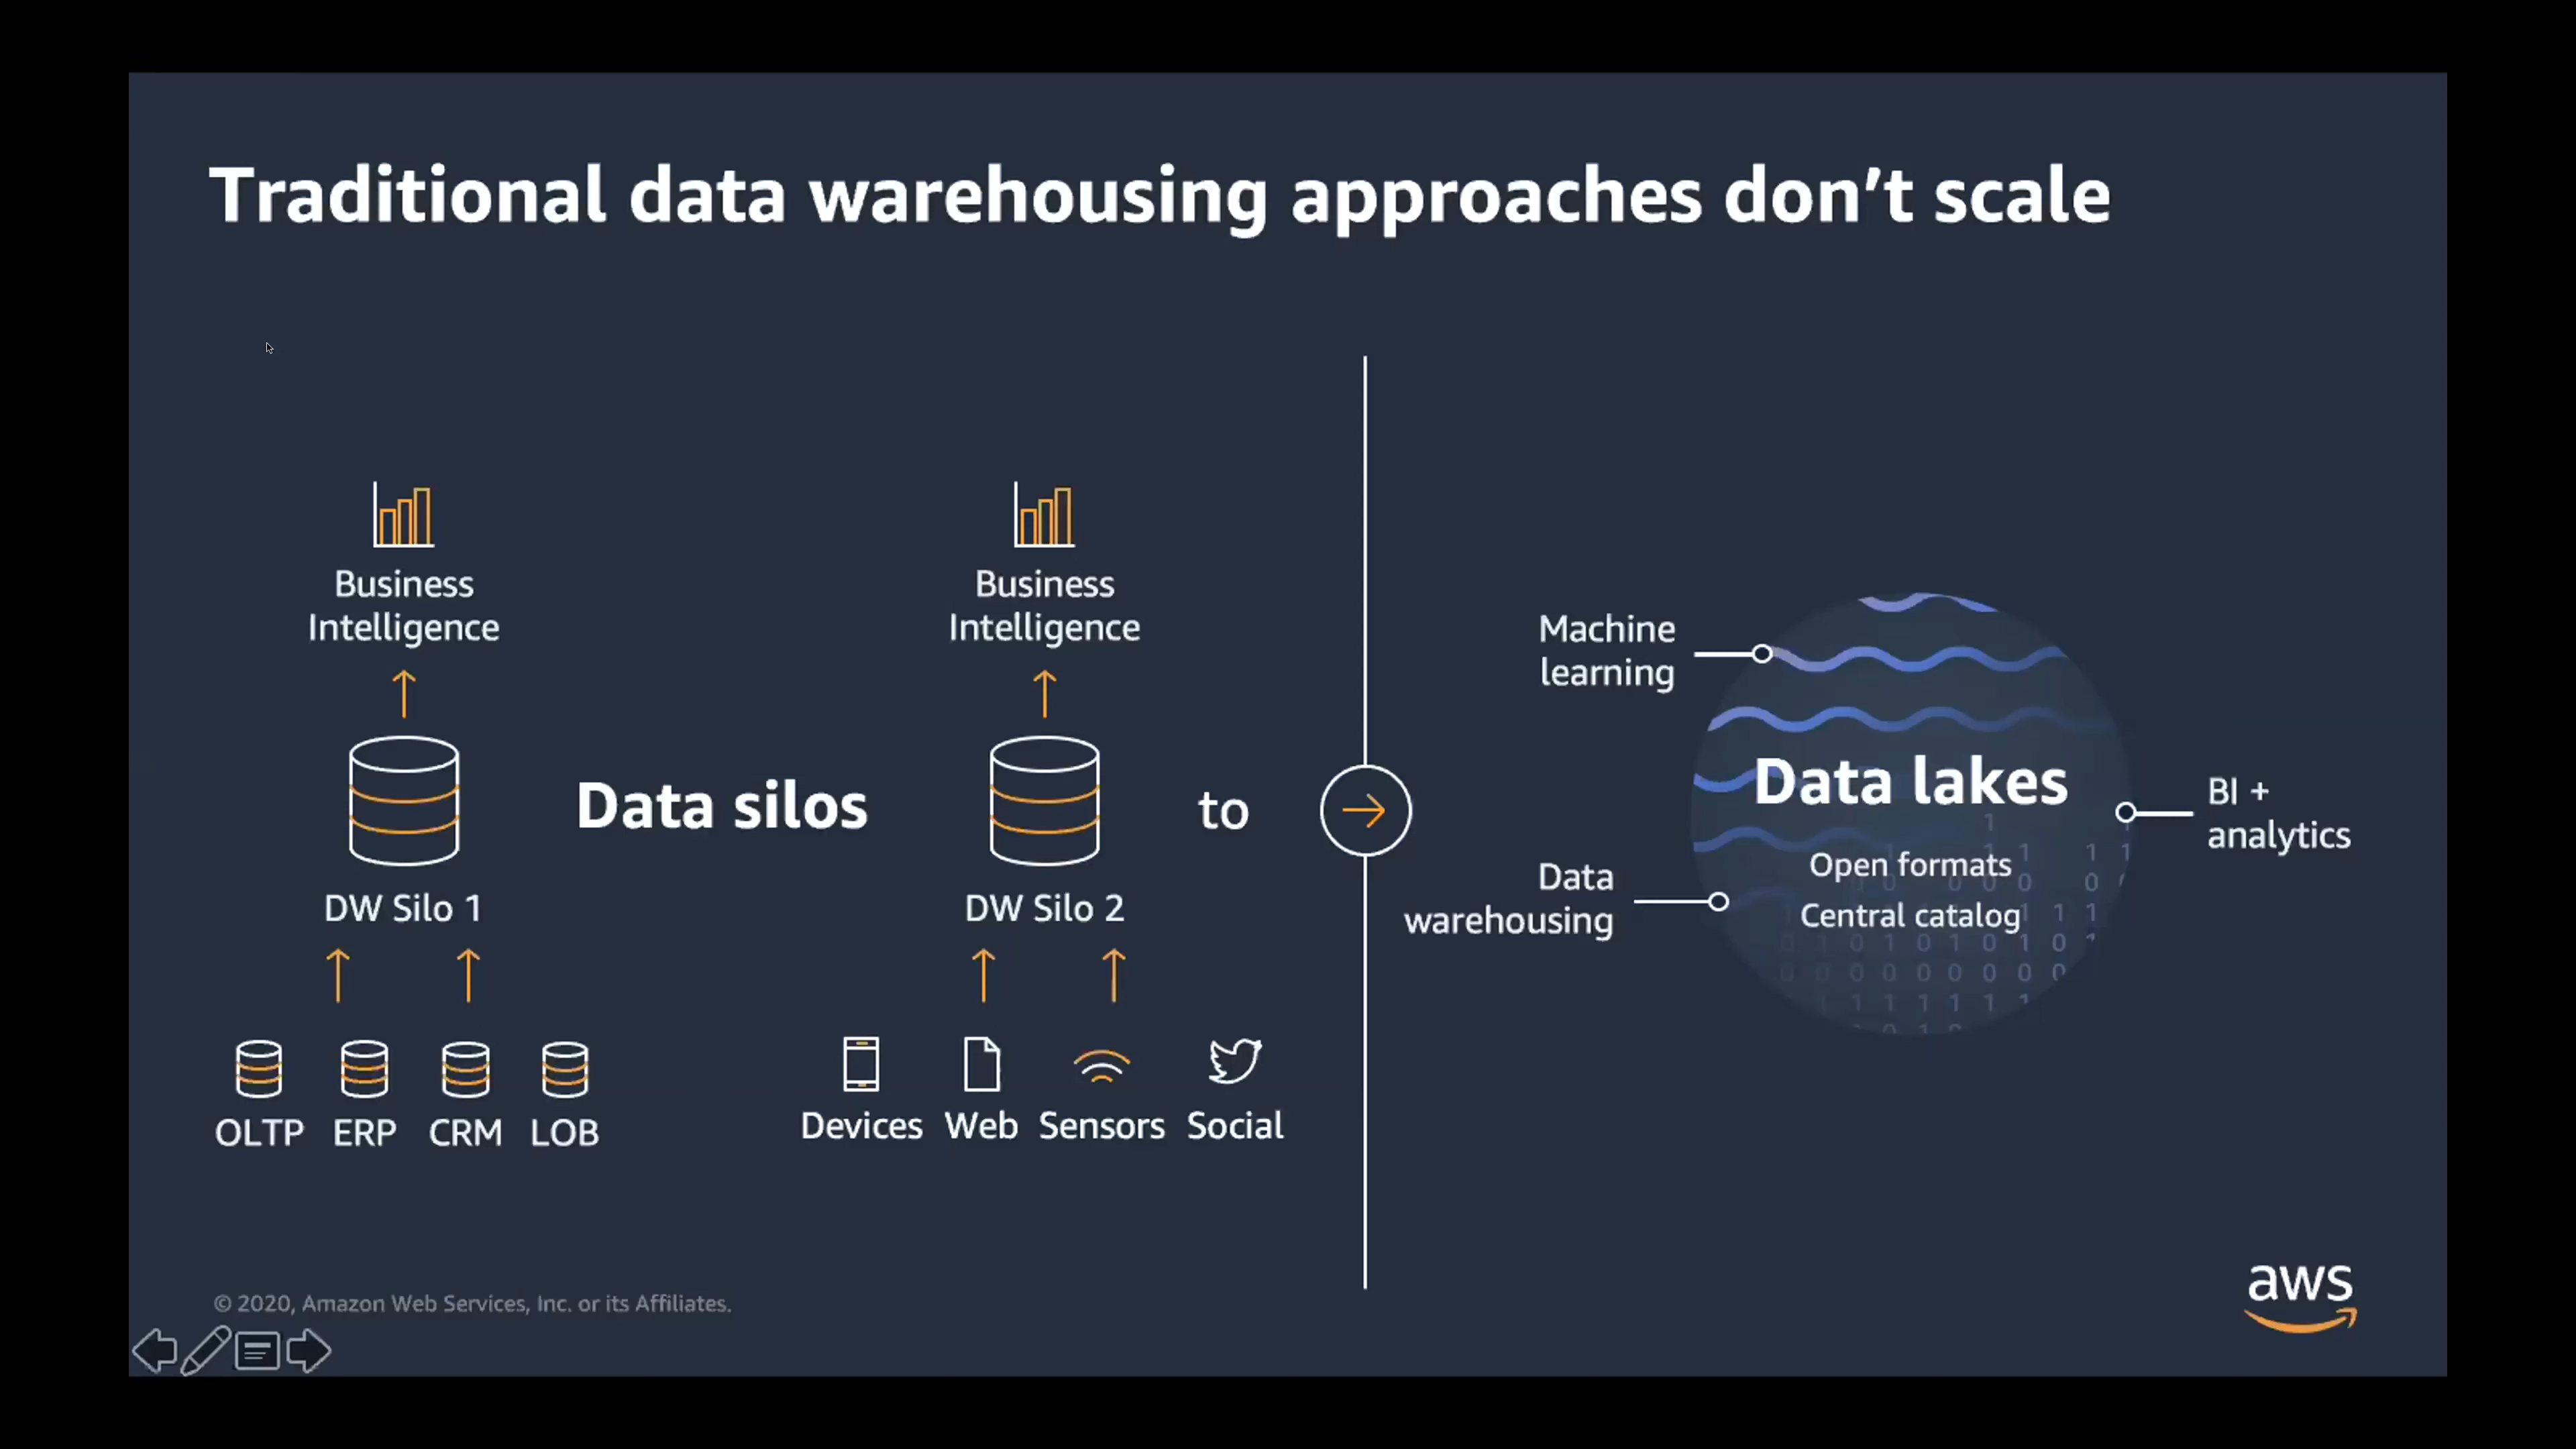 Traditional data warehousing approaches don’t scale
Business
Intelligence
Business
Intelligence
Data silos
to
DW Silo 1
DW Silo 2
OLTP
ERP
CRM
LOB
Devices
Web
Sensors
Social
Machine
learning
Data lakes
Open formats
Central catalog
BI +
analytics
Data
warehousing
© 2020, Amazon Web Services, Inc. or its Affiliates.
aws